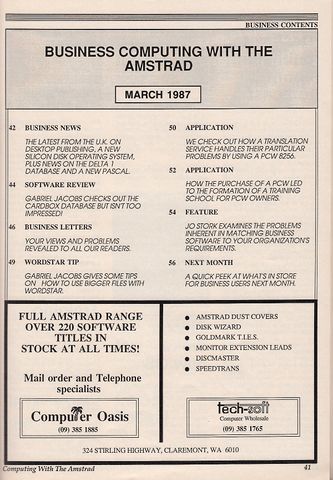 BUSINESS CONTENTS
BUSINESS COMPUTING WITH THE
AMSTRAD
MARCH 1987
42 BUSINESS NEWS
THE LATEST FROM THE U.K. ON
DESKTOP PUBLISHING, A NEW
SILICON DISK OPERATING SYSTEM,
PLUS NEWS ON THE DELTA 1
DATABASE AND A NEW PASCAL.
44 SOFTWARE REVIEW
GABRIEL JACOBS CHECKS OUT THE
CARDBOX DATABASE BUT ISN'T TOO
IMPRESSED!
46 BUSINESS LETTERS
YOUR VIEWS AND PROBLEMS
REVEALED TO ALL OUR READERS.
49 WORDSTAR TIP
GABRIEL JACOBS GIVES SOME TIPS
ON HOW TO USE BIGGER FILES WITH
WORDSTAR.
50 APPLICATION
WE CHECK OUT HOW A TRANSLATION
SERVICE HANDLES THEIR PARTICULAR
PROBLEMS BY USING A PCW 8256.
52 APPLICATION
HOW THE PURCHASE OF A PCW LED
TO THE FORMATION OF A TRAINING
SCHOOL FOR PCW OWNERS.
54 FEATURE
JO STORK EXAMINES THE PROBLEMS
INHERENT IN MATCHING BUSINESS
SOFTWARE TO YOUR ORGANIZATION'S
REQUIREMENTS.
56 NEXT MONTH
A QUICK PEEK AT WHAT'S IN STORE
FOR BUSINESS USERS NEXT MONTH.
FULL AMSTRAD RANGE
OVER 220 SOFTWARE
TITLES IN
STOCK AT ALL TIMES!
Mail order and Telephone
specialists
Computer Oasis
(09) 385 1885
• AMSTRAD DUST COVERS
• DISK WIZARD
• GOLDMARK T.I.E.S.
• MONITOR EXTENSION LEADS
• DISCMASTER
• SPEEDTRANS
tech-soft
Computer Wholesale
(09) 385 1765
324 STIRLING HIGHWAY, CLAREMONT, WA 6010
Computing With The Amstrad
41